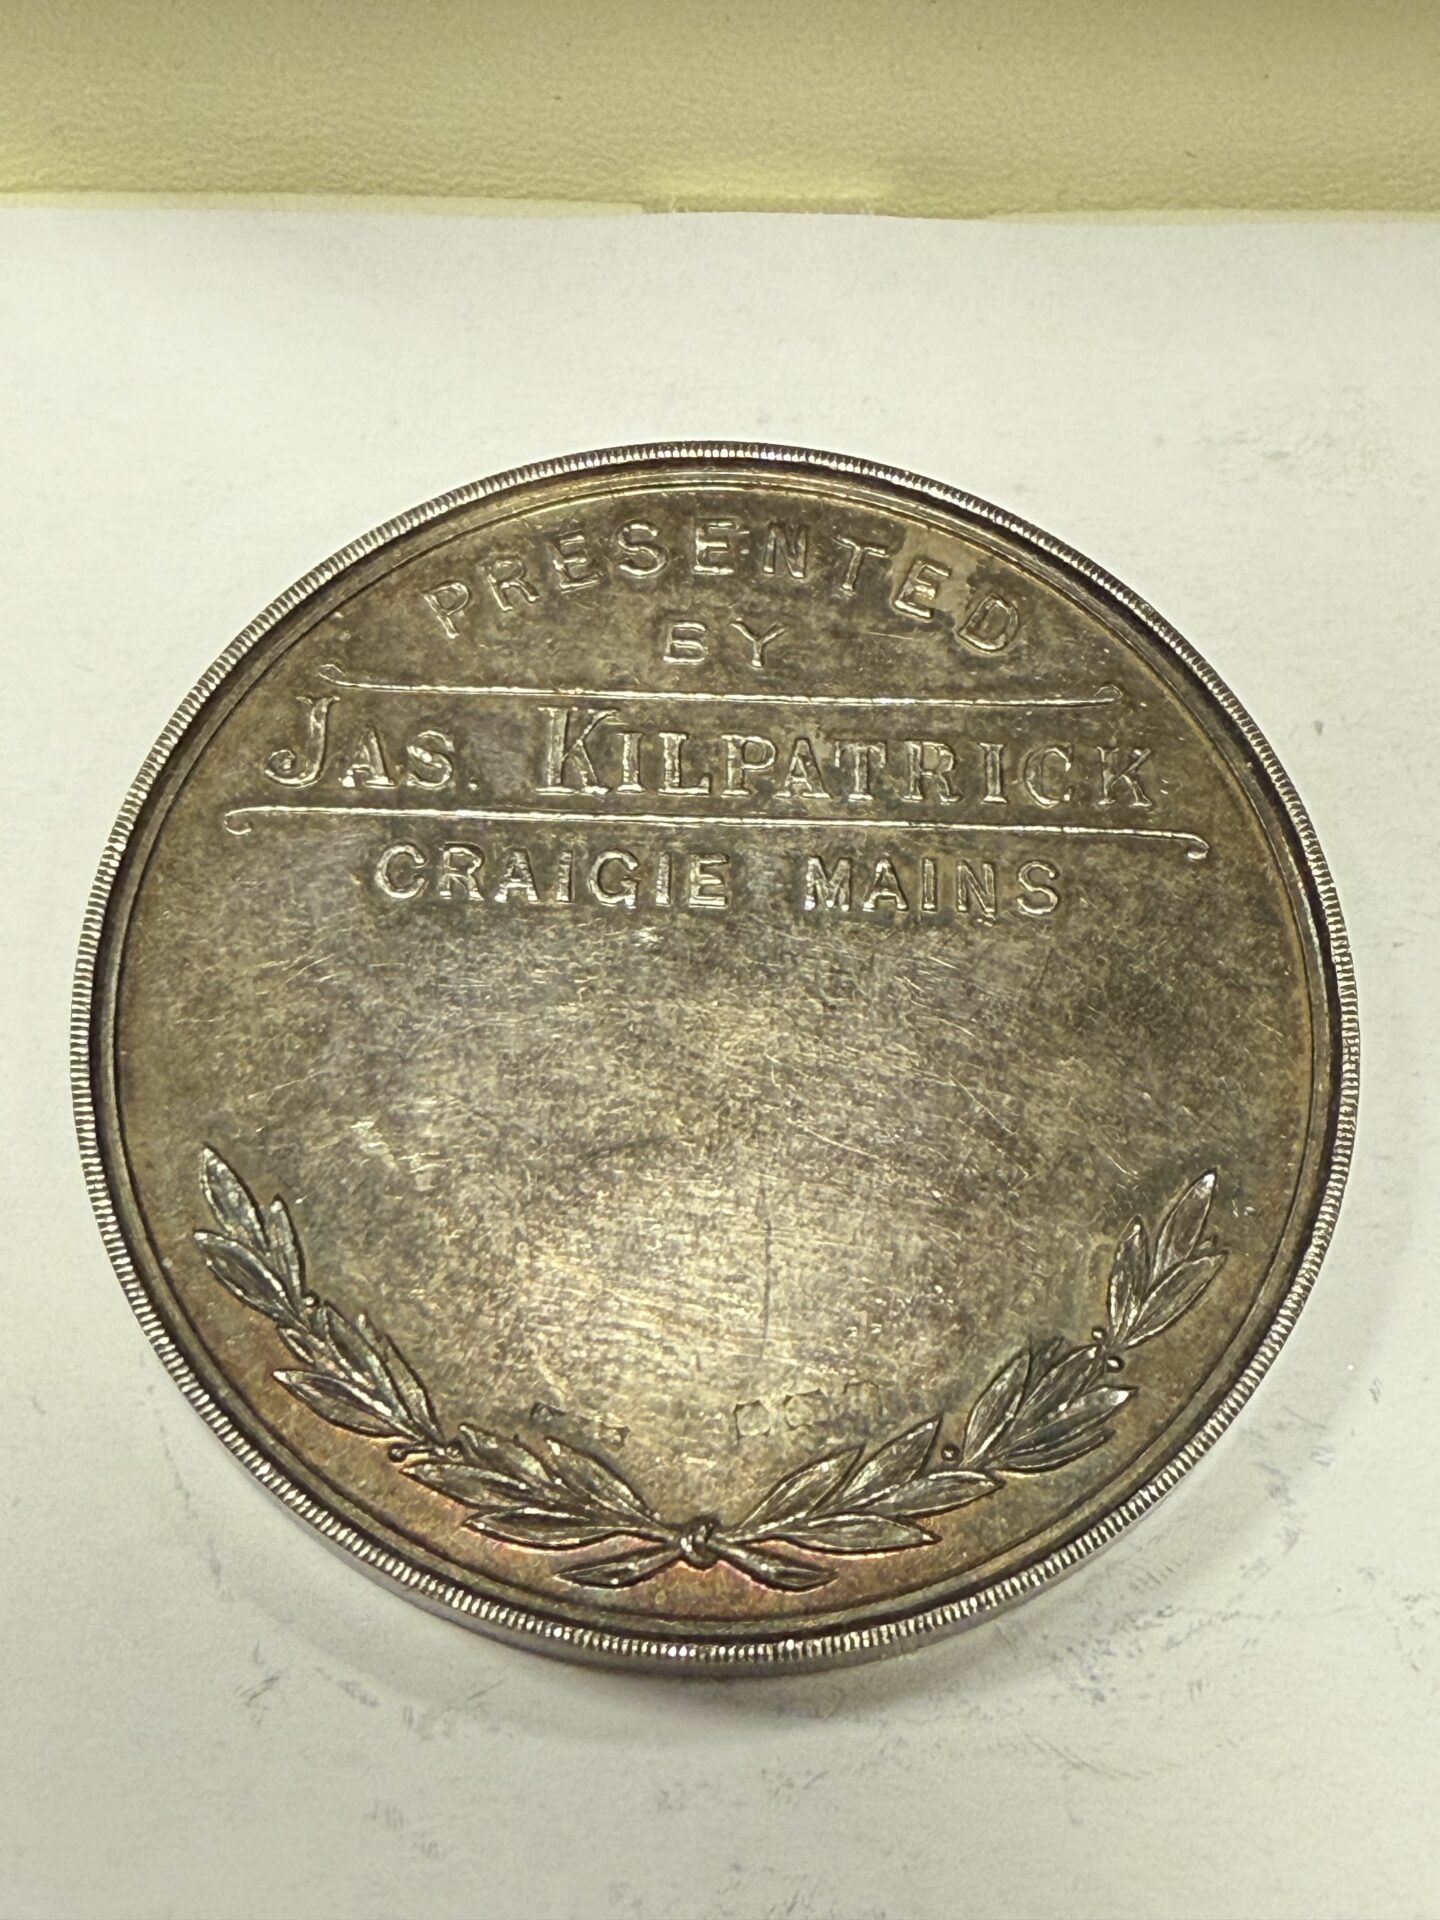 PRESENTED
BY
JAS. KILPATRICK
CRAIGIE MAINS